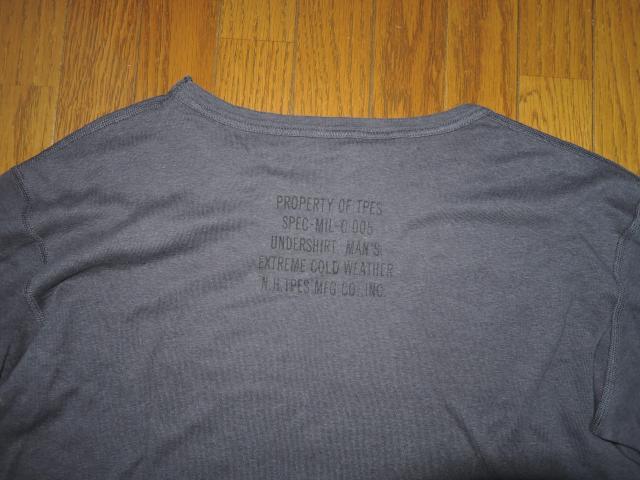 PROPERTY OF TPES
SPEC-MIL-C 005
UNDERSHIRT MAN'S
EXTREME COLD WEATHER
N.H.TPES MFG CO. INC.